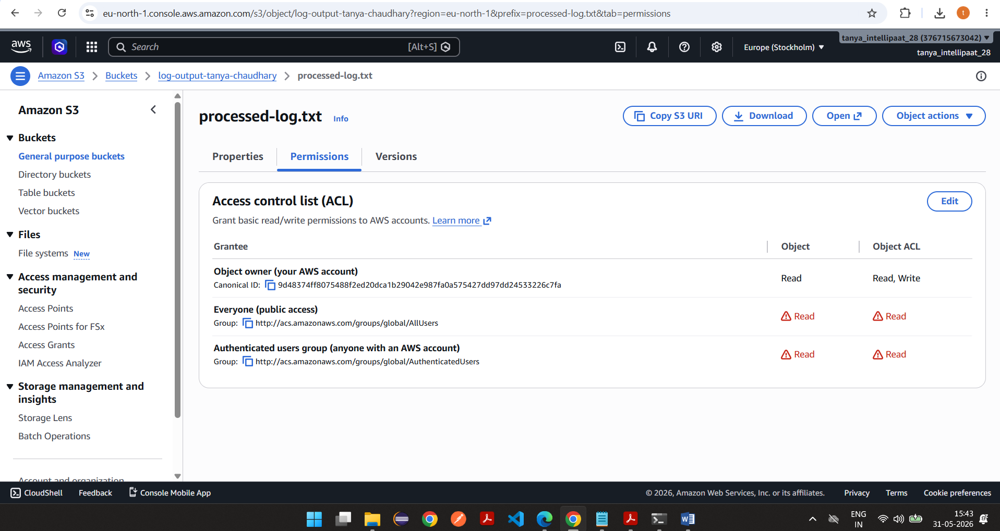 eu-north-1.console.aws.amazon.com/s3/object/log-output-tanya-chaudhary?region=eu-north-1&prefix=processed-log.txt&tab=permissions
t
aws
Search
[Alt+S]
Europe (Stockholm)
tanya_intellipaat_28 (376715673042)
tanya_intellipaat_28
Amazon S3
Buckets
log-output-tanya-chaudhary
processed-log.txt
Amazon S3
Buckets
General purpose buckets
Directory buckets
Table buckets
Vector buckets
Files
File systems New
Access management and
security
Access Points
Access Points for FSx
Access Grants
IAM Access Analyzer
Storage management and
insights
Storage Lens
Batch Operations
Account and organization
processed-log.txt Info
Copy S3 URI
Download
Open
Object actions
Properties
Permissions
Versions
Access control list (ACL)
Edit
Grant basic read/write permissions to AWS accounts. Learn more
Grantee
Object
Object ACL
Object owner (your AWS account)
Canonical ID: 9d48374ff8075488f2ed20dca1b29042e987fa0a575427dd97dd24533226c7fa
Read
Read, Write
Everyone (public access)
Group: http://acs.amazonaws.com/groups/global/AllUsers
Read
Read
Authenticated users group (anyone with an AWS account)
Group: http://acs.amazonaws.com/groups/global/AuthenticatedUsers
Read
Read
CloudShell
Feedback
Console Mobile App
© 2026, Amazon Web Services, Inc. or its affiliates.
Privacy
Terms
Cookie preferences
ENG
IN
15:43
31-05-2026